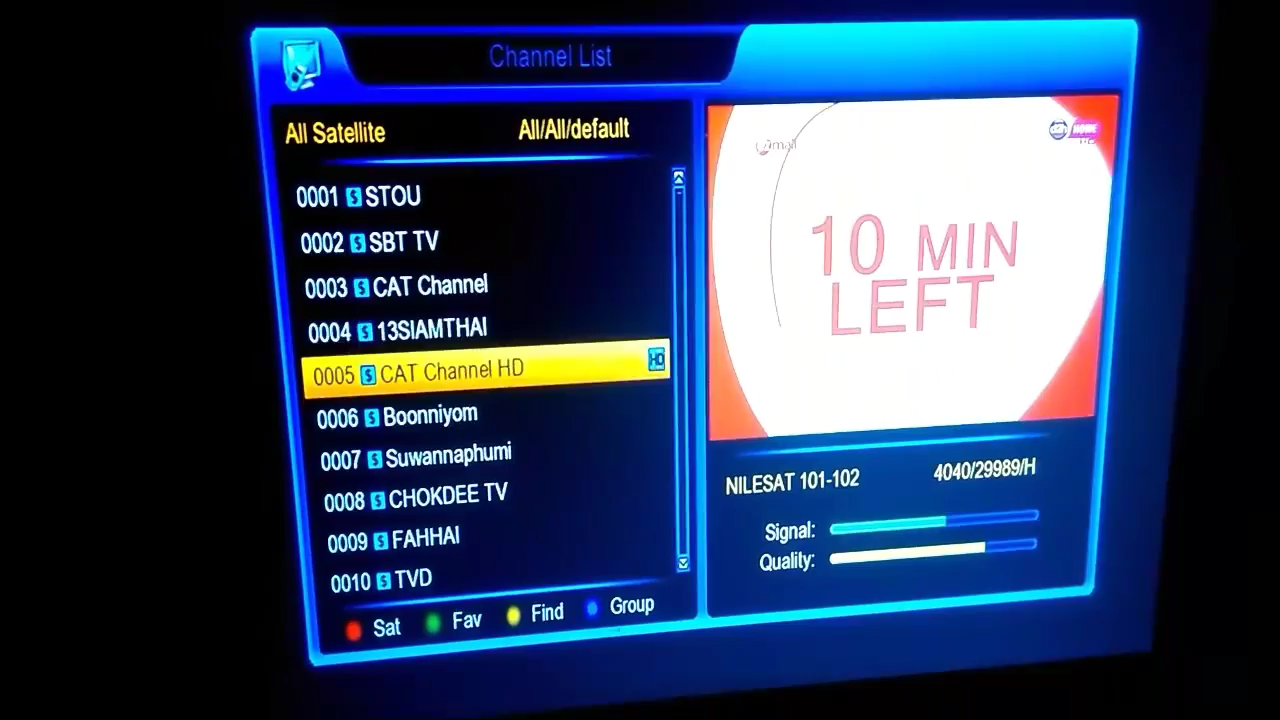 Channel List
All Satellite All/All/default
0001 S STOU
0002 S SBT TV
0003 S CAT Channel
0004 S 13SIAMTHAI
0005 S CAT Channel HD HD
0006 S Boonniyom
0007 S Suwannaphumi
0008 S CHOKDEE TV
0009 S FAHHAI
0010 S TVD
Sat Fav Find Group
10 MIN
LEFT
NILESAT 101-102 4040/29989/H
Signal:
Quality: